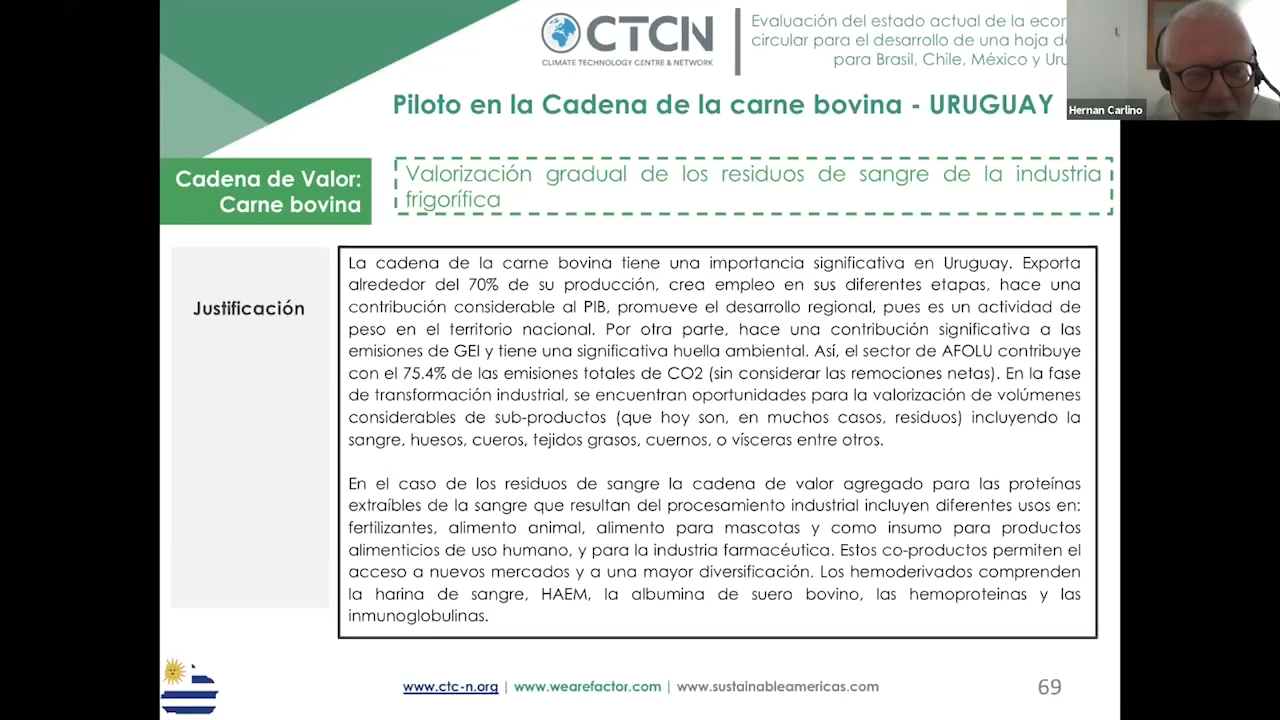 CTCN
CLIMATE TECHNOLOGY CENTRE & NETWORK
Evaluación del estado actual de la econ
circular para el desarrollo de una hoja d
para Brasil, Chile, México y Uru
Hernan Carlino
Piloto en la Cadena de la carne bovina - URUGUAY
Cadena de Valor:
Carne bovina
Valorización gradual de los residuos de sangre de la industria
frigorífica
Justificación
La cadena de la carne bovina tiene una importancia significativa en Uruguay. Exporta
alrededor del 70% de su producción, crea empleo en sus diferentes etapas, hace una
contribución considerable al PIB, promueve el desarrollo regional, pues es un actividad de
peso en el territorio nacional. Por otra parte, hace una contribución significativa a las
emisiones de GEI y tiene una significativa huella ambiental. Así, el sector de AFOLU contribuye
con el 75.4% de las emisiones totales de CO2 (sin considerar las remociones netas). En la fase
de transformación industrial, se encuentran oportunidades para la valorización de volúmenes
considerables de sub-productos (que hoy son, en muchos casos, residuos) incluyendo la
sangre, huesos, cueros, tejidos grasos, cuernos, o vísceras entre otros.
En el caso de los residuos de sangre la cadena de valor agregado para las proteínas
extraíbles de la sangre que resultan del procesamiento industrial incluyen diferentes usos en:
fertilizantes, alimento animal, alimento para mascotas y como insumo para productos
alimenticios de uso humano, y para la industria farmacéutica. Estos co-productos permiten el
acceso a nuevos mercados y a una mayor diversificación. Los hemoderivados comprenden
la harina de sangre, HAEM, la albumina de suero bovino, las hemoproteinas y las
inmunoglobulinas.
www.ctc-n.org | www.wearefactor.com | www.sustainableamericas.com
69